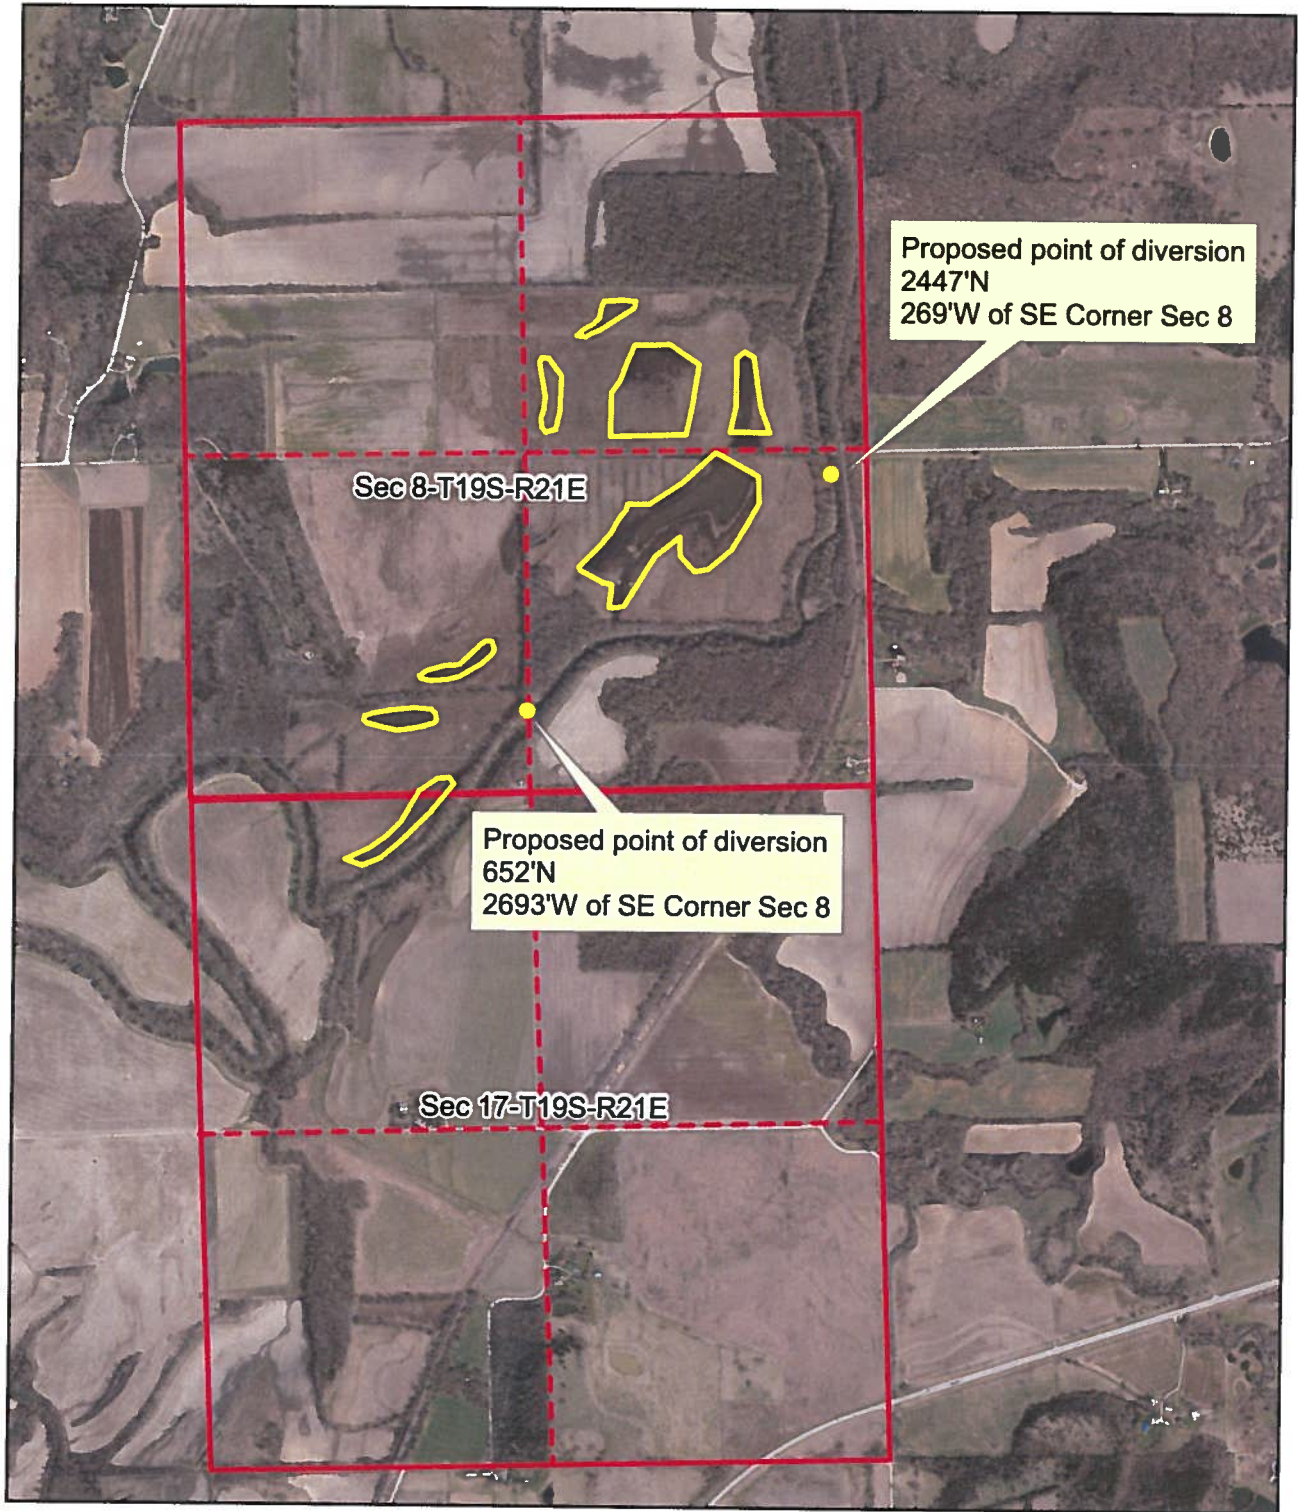 Proposed point of diversion
2447'N
269'W of SE Corner Sec 8
Sec 8-T19S-R21E
Proposed point of diversion
652'N
2693'W of SE Corner Sec 8
Sec 17-T19S-R21E